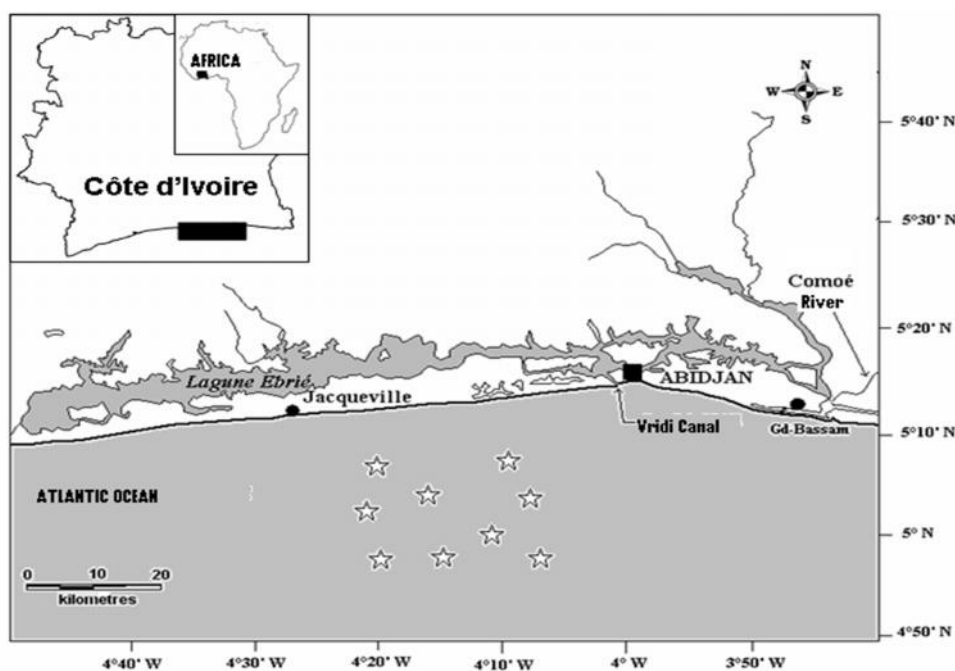 AFRICA
Côte d'Ivoire
N
W E
S
5°40' N
5°30' N
Comoé
River
5°20' N
Lagune Ebrié
Jacqueville
ABIDJAN
Gd-Bassam
Vridi Canal
5°10' N
ATLANTIC OCEAN
5° N
0 10 20
kilometres
4°50' N
4°40' W
4°30' W
4°20' W
4°10' W
4° W
3°50' W